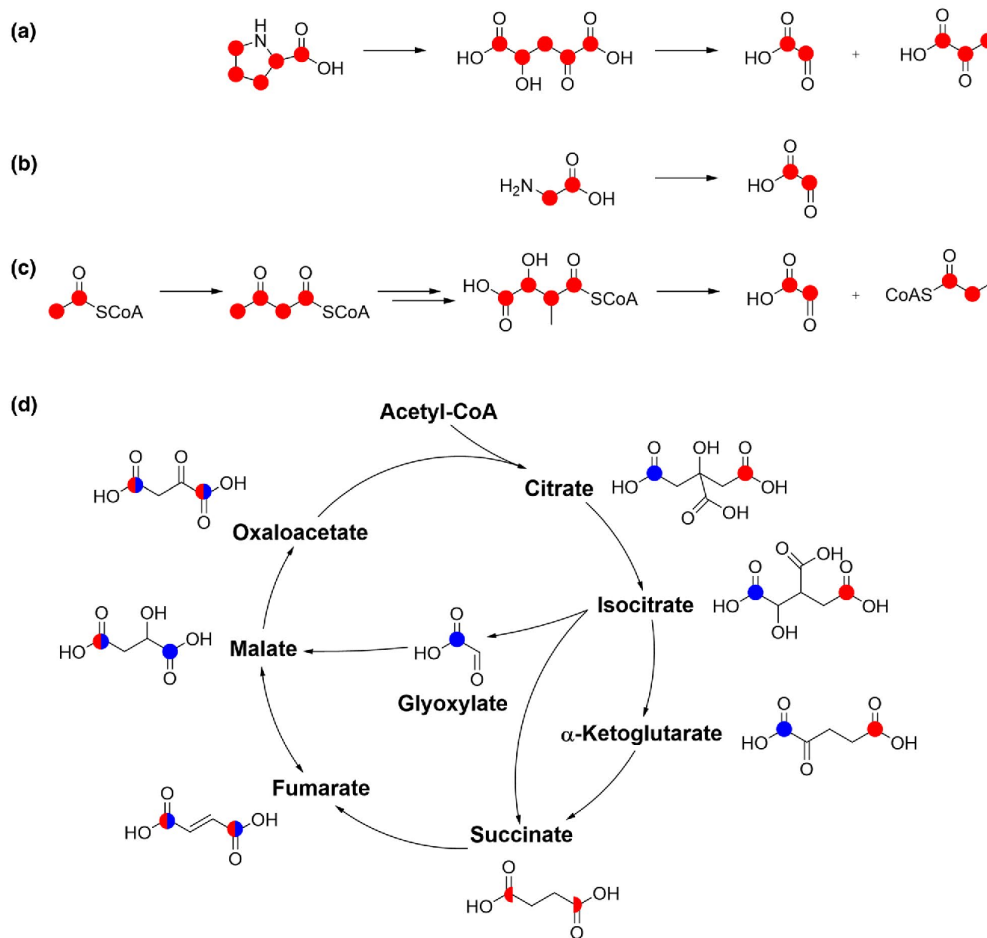 (a)
H
N
O
OH
O
HO
OH
O
O
OH
O
HO
O
+
O
HO
O
(b)
H2N
O
OH
O
HO
O
(c)
O
SCoA
O
O
SCoA
OH
O
HO
O
SCoA
O
HO
O
+
O
CoAS
(d)
Acetyl-CoA
Citrate
O
HO
OH
O
OH
O
OH
O
O
HO
OH
O
Oxaloacetate
Isocitrate
O
OH
O
HO
OH
O
OH
O
OH
HO
OH
O
Malate
O
HO
O
Glyoxylate
α-Ketoglutarate
O
HO
O
O
OH
Fumarate
O
HO
OH
O
Succinate
O
HO
OH
O